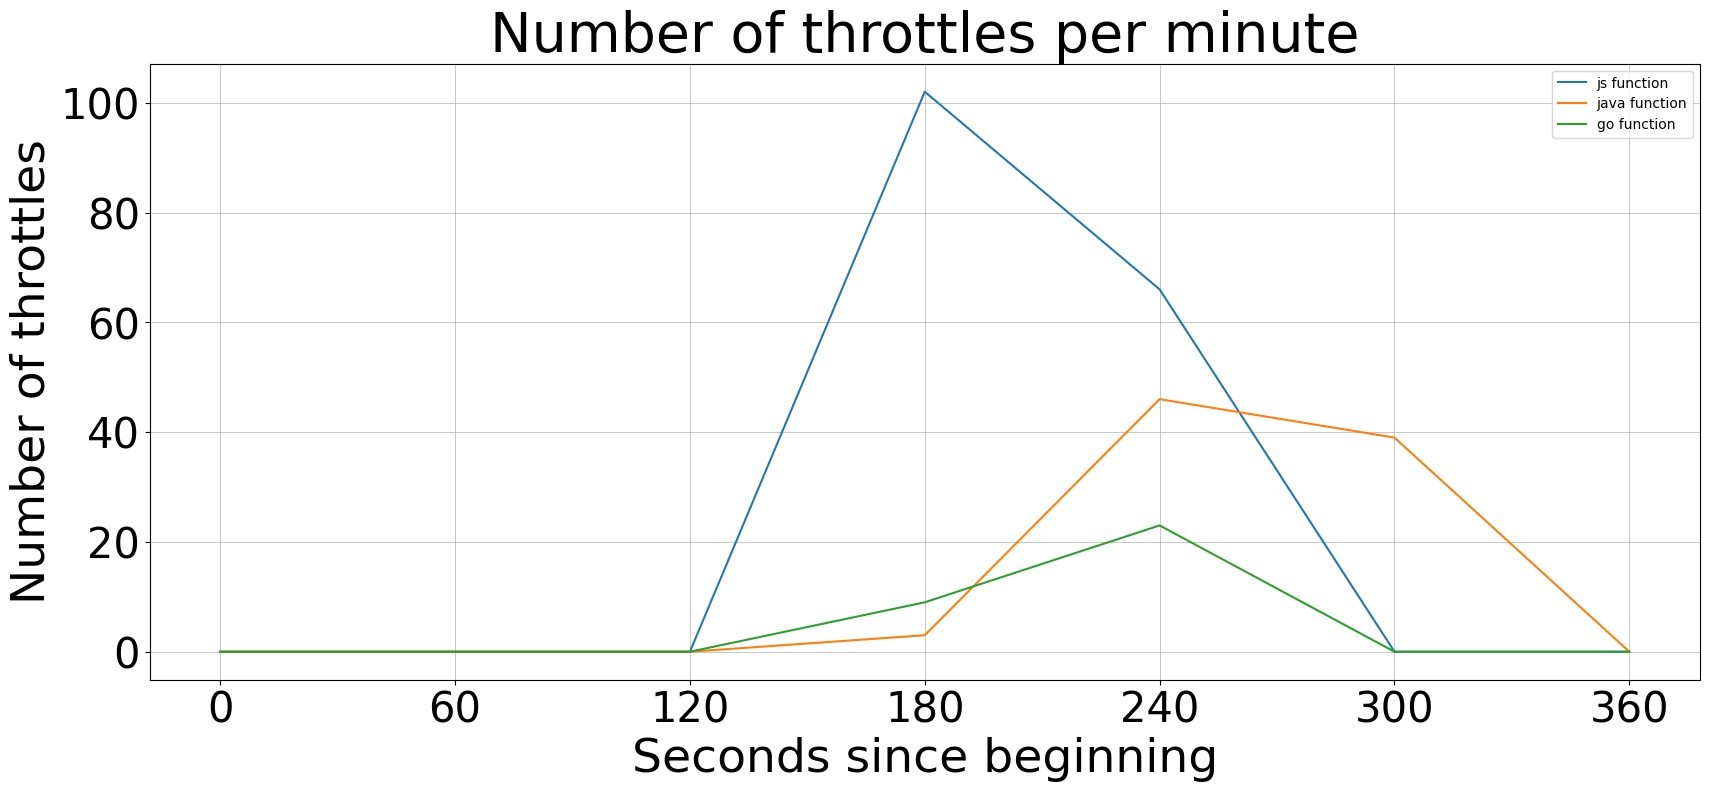 Number of throttles per minute
js function
java function
go function
Number of throttles
100
80
60
40
20
0
0 60 120 180 240 300 360
Seconds since beginning